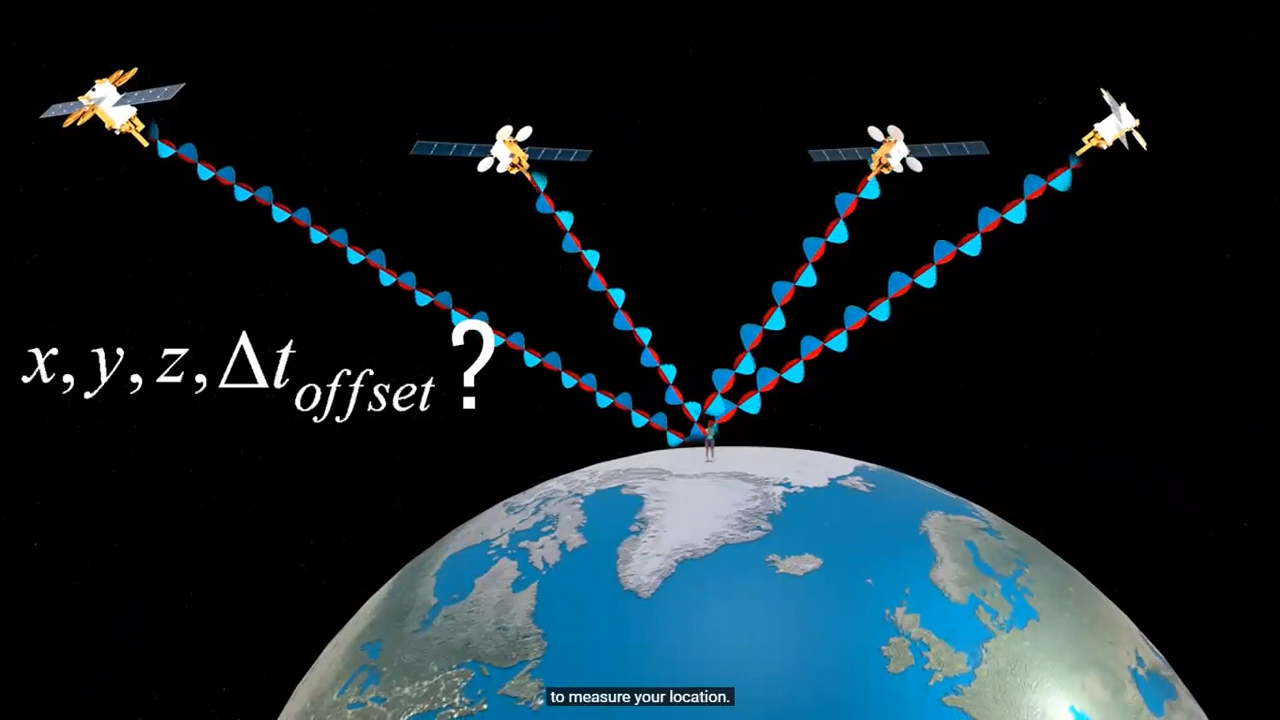 x, y, z, Δt_offset ?
to measure your location.